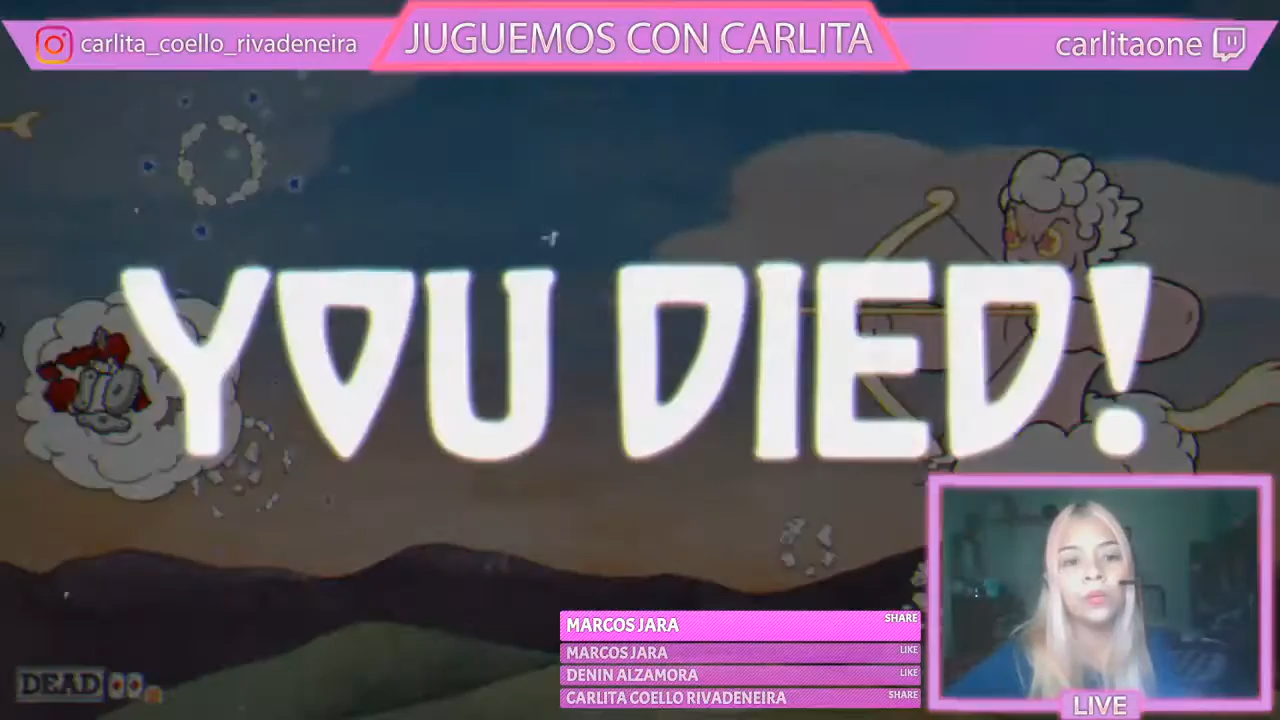 carlita_coello_rivadeneira
JUGUEMOS CON CARLITA
carlitaone
YOU DIED!
MARCOS JARA SHARE
MARCOS JARA LIKE
DENIN ALZAMORA LIKE
CARLITA COELLO RIVADENEIRA SHARE
DEAD
LIVE